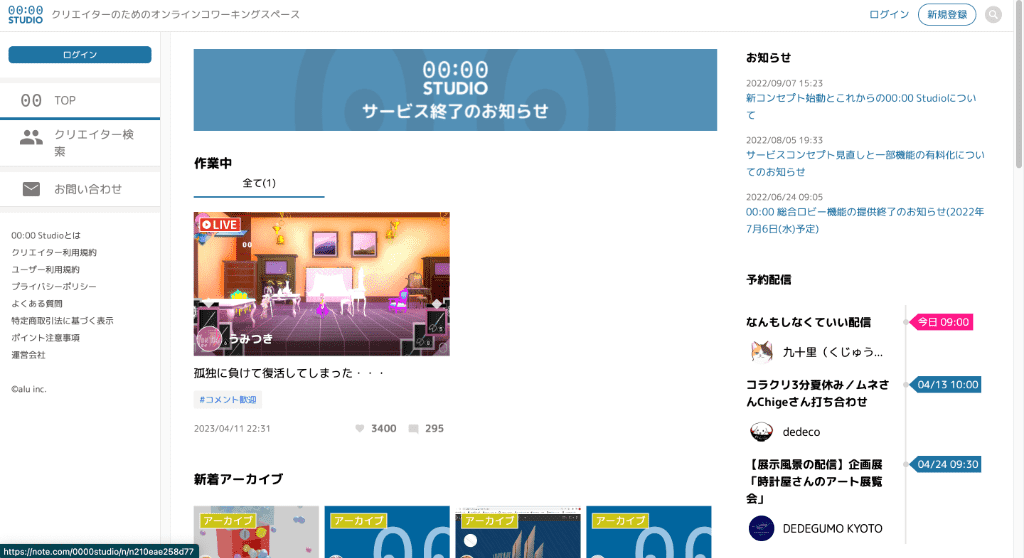 00:00
STUDIO
クリエイターのためのオンラインコワーキングスペース
ログイン
新規登録
ログイン
00 TOP
クリエイター検
索
お問い合わせ
00:00 Studioとは
クリエイター利用規約
ユーザー利用規約
プライバシーポリシー
よくある質問
特定商取引法に基づく表示
ポイント注意事項
運営会社
©alu inc.
00:00
STUDIO
サービス終了のお知らせ
作業中
全て(1)
LIVE
うみつき
孤独に負けて復活してしまった・・・
#コメント歓迎
2023/04/11 22:31
3400
295
新着アーカイブ
アーカイブ
アーカイブ
アーカイブ
アーカイブ
お知らせ
2022/09/07 15:23
新コンセプト始動とこれからの00:00 Studioについ
て
2022/08/05 19:33
サービスコンセプト見直しと一部機能の有料化につい
てのお知らせ
2022/06/24 09:05
00:00 総合ロビー機能の提供終了のお知らせ(2022年
7月6日(水)予定)
予約配信
なんもしなくていい配信
今日 09:00
九十里（くじゅう...
コラクリ3分夏休み／ムネさ
んChigeさん打ち合わせ
04/13 10:00
dedeco
【展示風景の配信】企画展
「時計屋さんのアート展覧
会」
04/24 09:30
DEDEGUMO KYOTO
https://note.com/0000studio/n/n210eae258d77